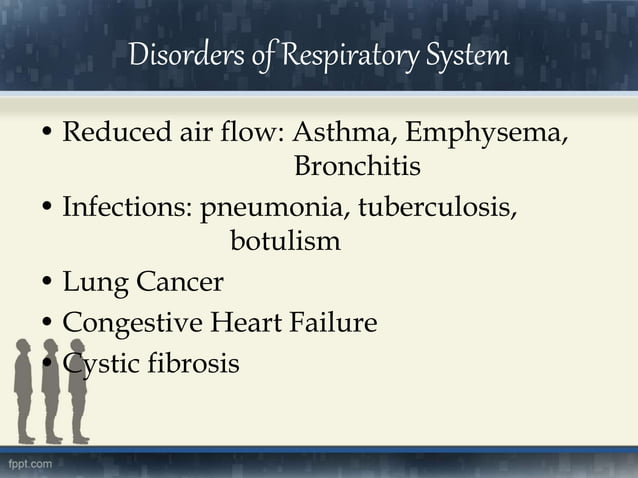 Disorders of Respiratory System
• Reduced air flow: Asthma, Emphysema,
Bronchitis
• Infections: pneumonia, tuberculosis,
botulism
• Lung Cancer
• Congestive Heart Failure
• Cystic fibrosis
fppt.com